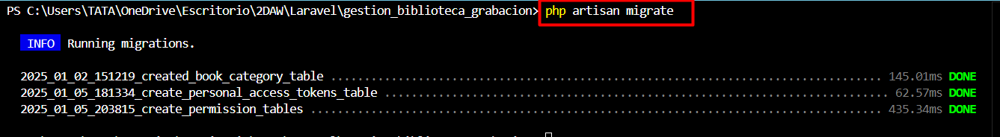 PS C:\Users\TATA\OneDrive\Escritorio\2DAW\Laravel\gestion_biblioteca_grabacion> php artisan migrate
INFO Running migrations.
2025_01_02_151219_created_book_category_table ........................................................................... 145.01ms DONE
2025_01_05_181334_create_personal_access_tokens_table .................................................................... 62.57ms DONE
2025_01_05_203815_create_permission_tables .............................................................................. 435.34ms DONE